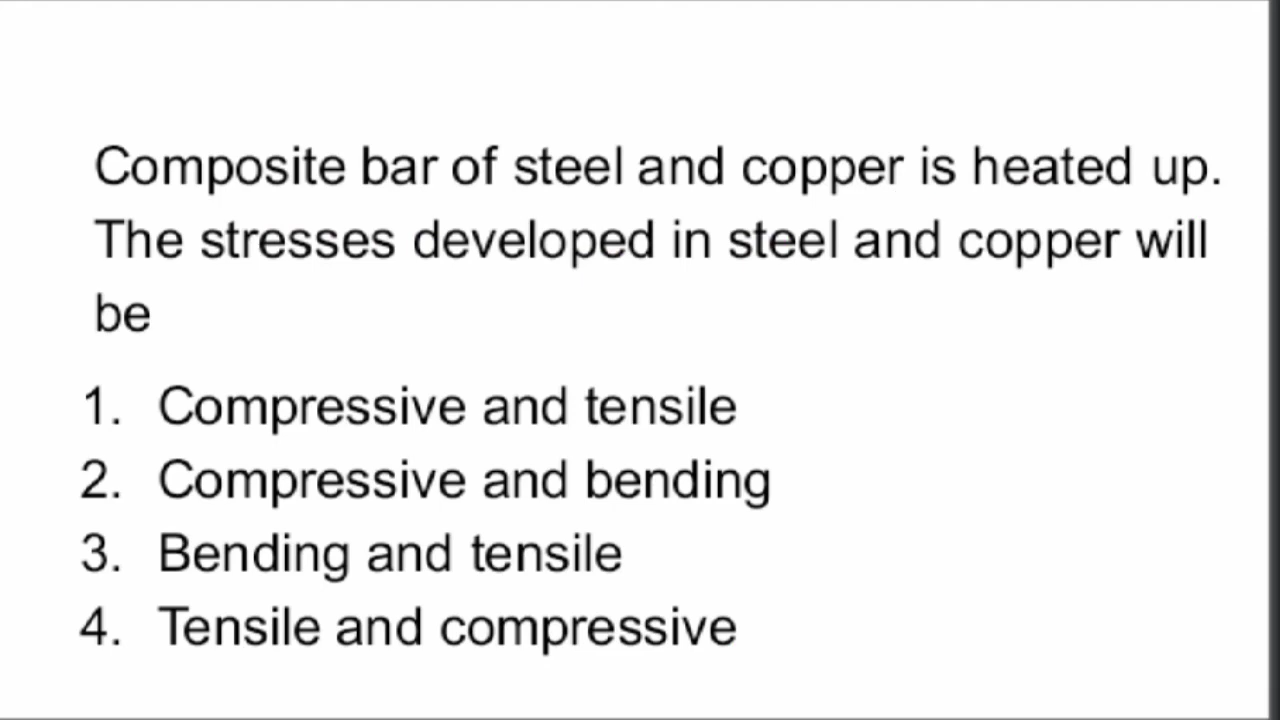 Composite bar of steel and copper is heated up.
The stresses developed in steel and copper will
be
1. Compressive and tensile
2. Compressive and bending
3. Bending and tensile
4. Tensile and compressive